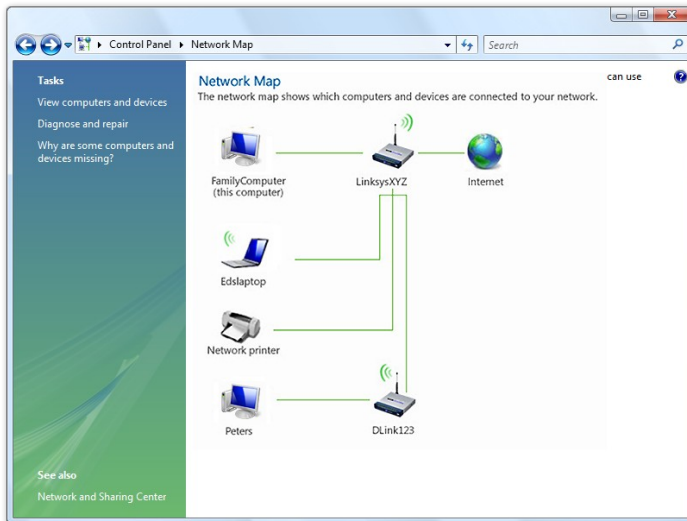 Control Panel
Network Map
Search
Tasks
View computers and devices
Diagnose and repair
Why are some computers and
devices missing?
Network Map
can use
The network map shows which computers and devices are connected to your network.
FamilyComputer
(this computer)
LinksysXYZ
Internet
Edslaptop
Network printer
Peters
DLink123
See also
Network and Sharing Center